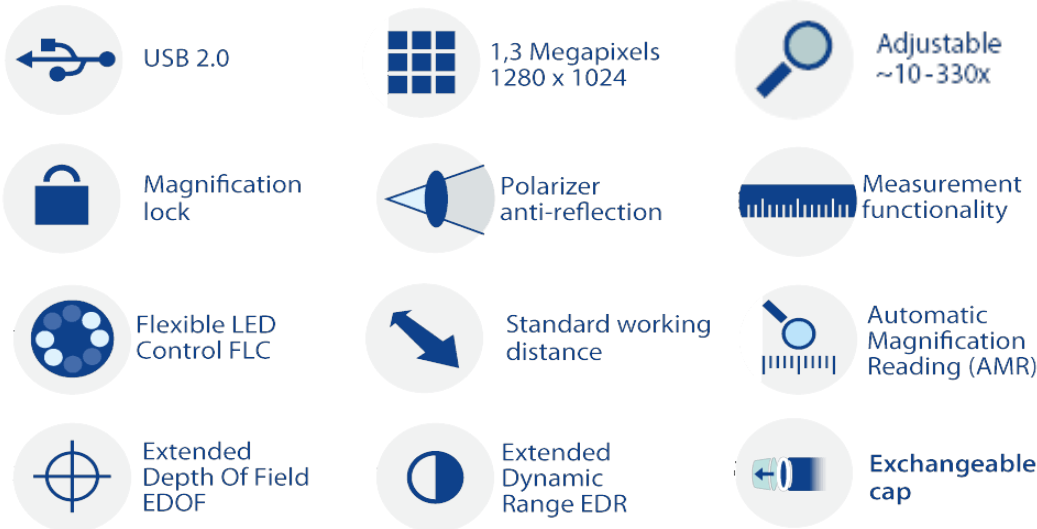 USB 2.0
1,3 Megapixels
1280 x 1024
Adjustable
~10-330x
Magnification
lock
Polarizer
anti-reflection
Measurement
functionality
Flexible LED
Control FLC
Standard working
distance
Automatic
Magnification
Reading (AMR)
Extended
Depth Of Field
EDOF
Extended
Dynamic
Range EDR
Exchangeable
cap